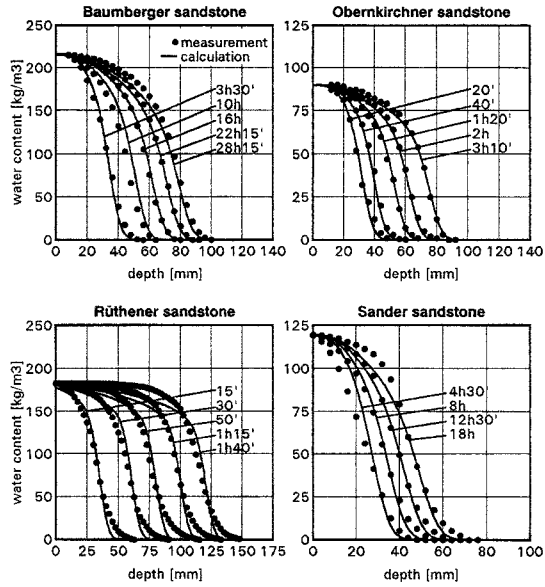 Baumberger sandstone
water content [kg/m3]
250
200
150
100
50
0
measurement
calculation
3h30'
10h
16h
22h15'
28h15'
0 20 40 60 80 100 120 140
depth [mm]
Obernkirchner sandstone
125
100
75
50
25
0
20'
40'
1h20'
2h
3h10'
0 20 40 60 80 100 120
depth [mm]
Rüthener sandstone
water content [kg/m3]
250
200
150
100
50
0
15'
30'
50'
1h15'
1h40'
0 25 50 75 100 125 150 175
depth [mm]
Sander sandstone
125
100
75
50
25
0
4h30'
8h
12h30'
18h
0 20 40 60 80 100
depth [mm]